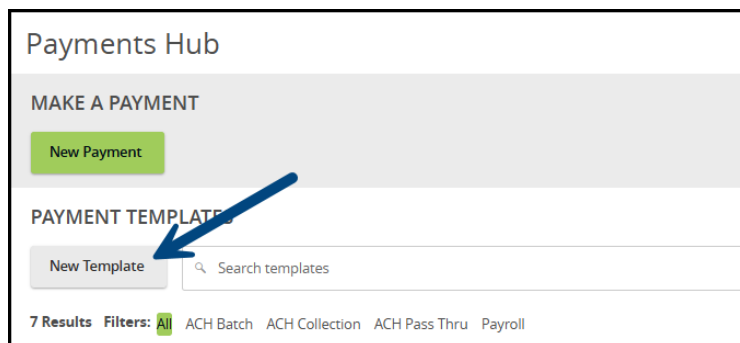 Payments Hub
MAKE A PAYMENT
New Payment
PAYMENT TEMPLATES
New Template
Search templates
7 Results Filters: All ACH Batch ACH Collection ACH Pass Thru Payroll